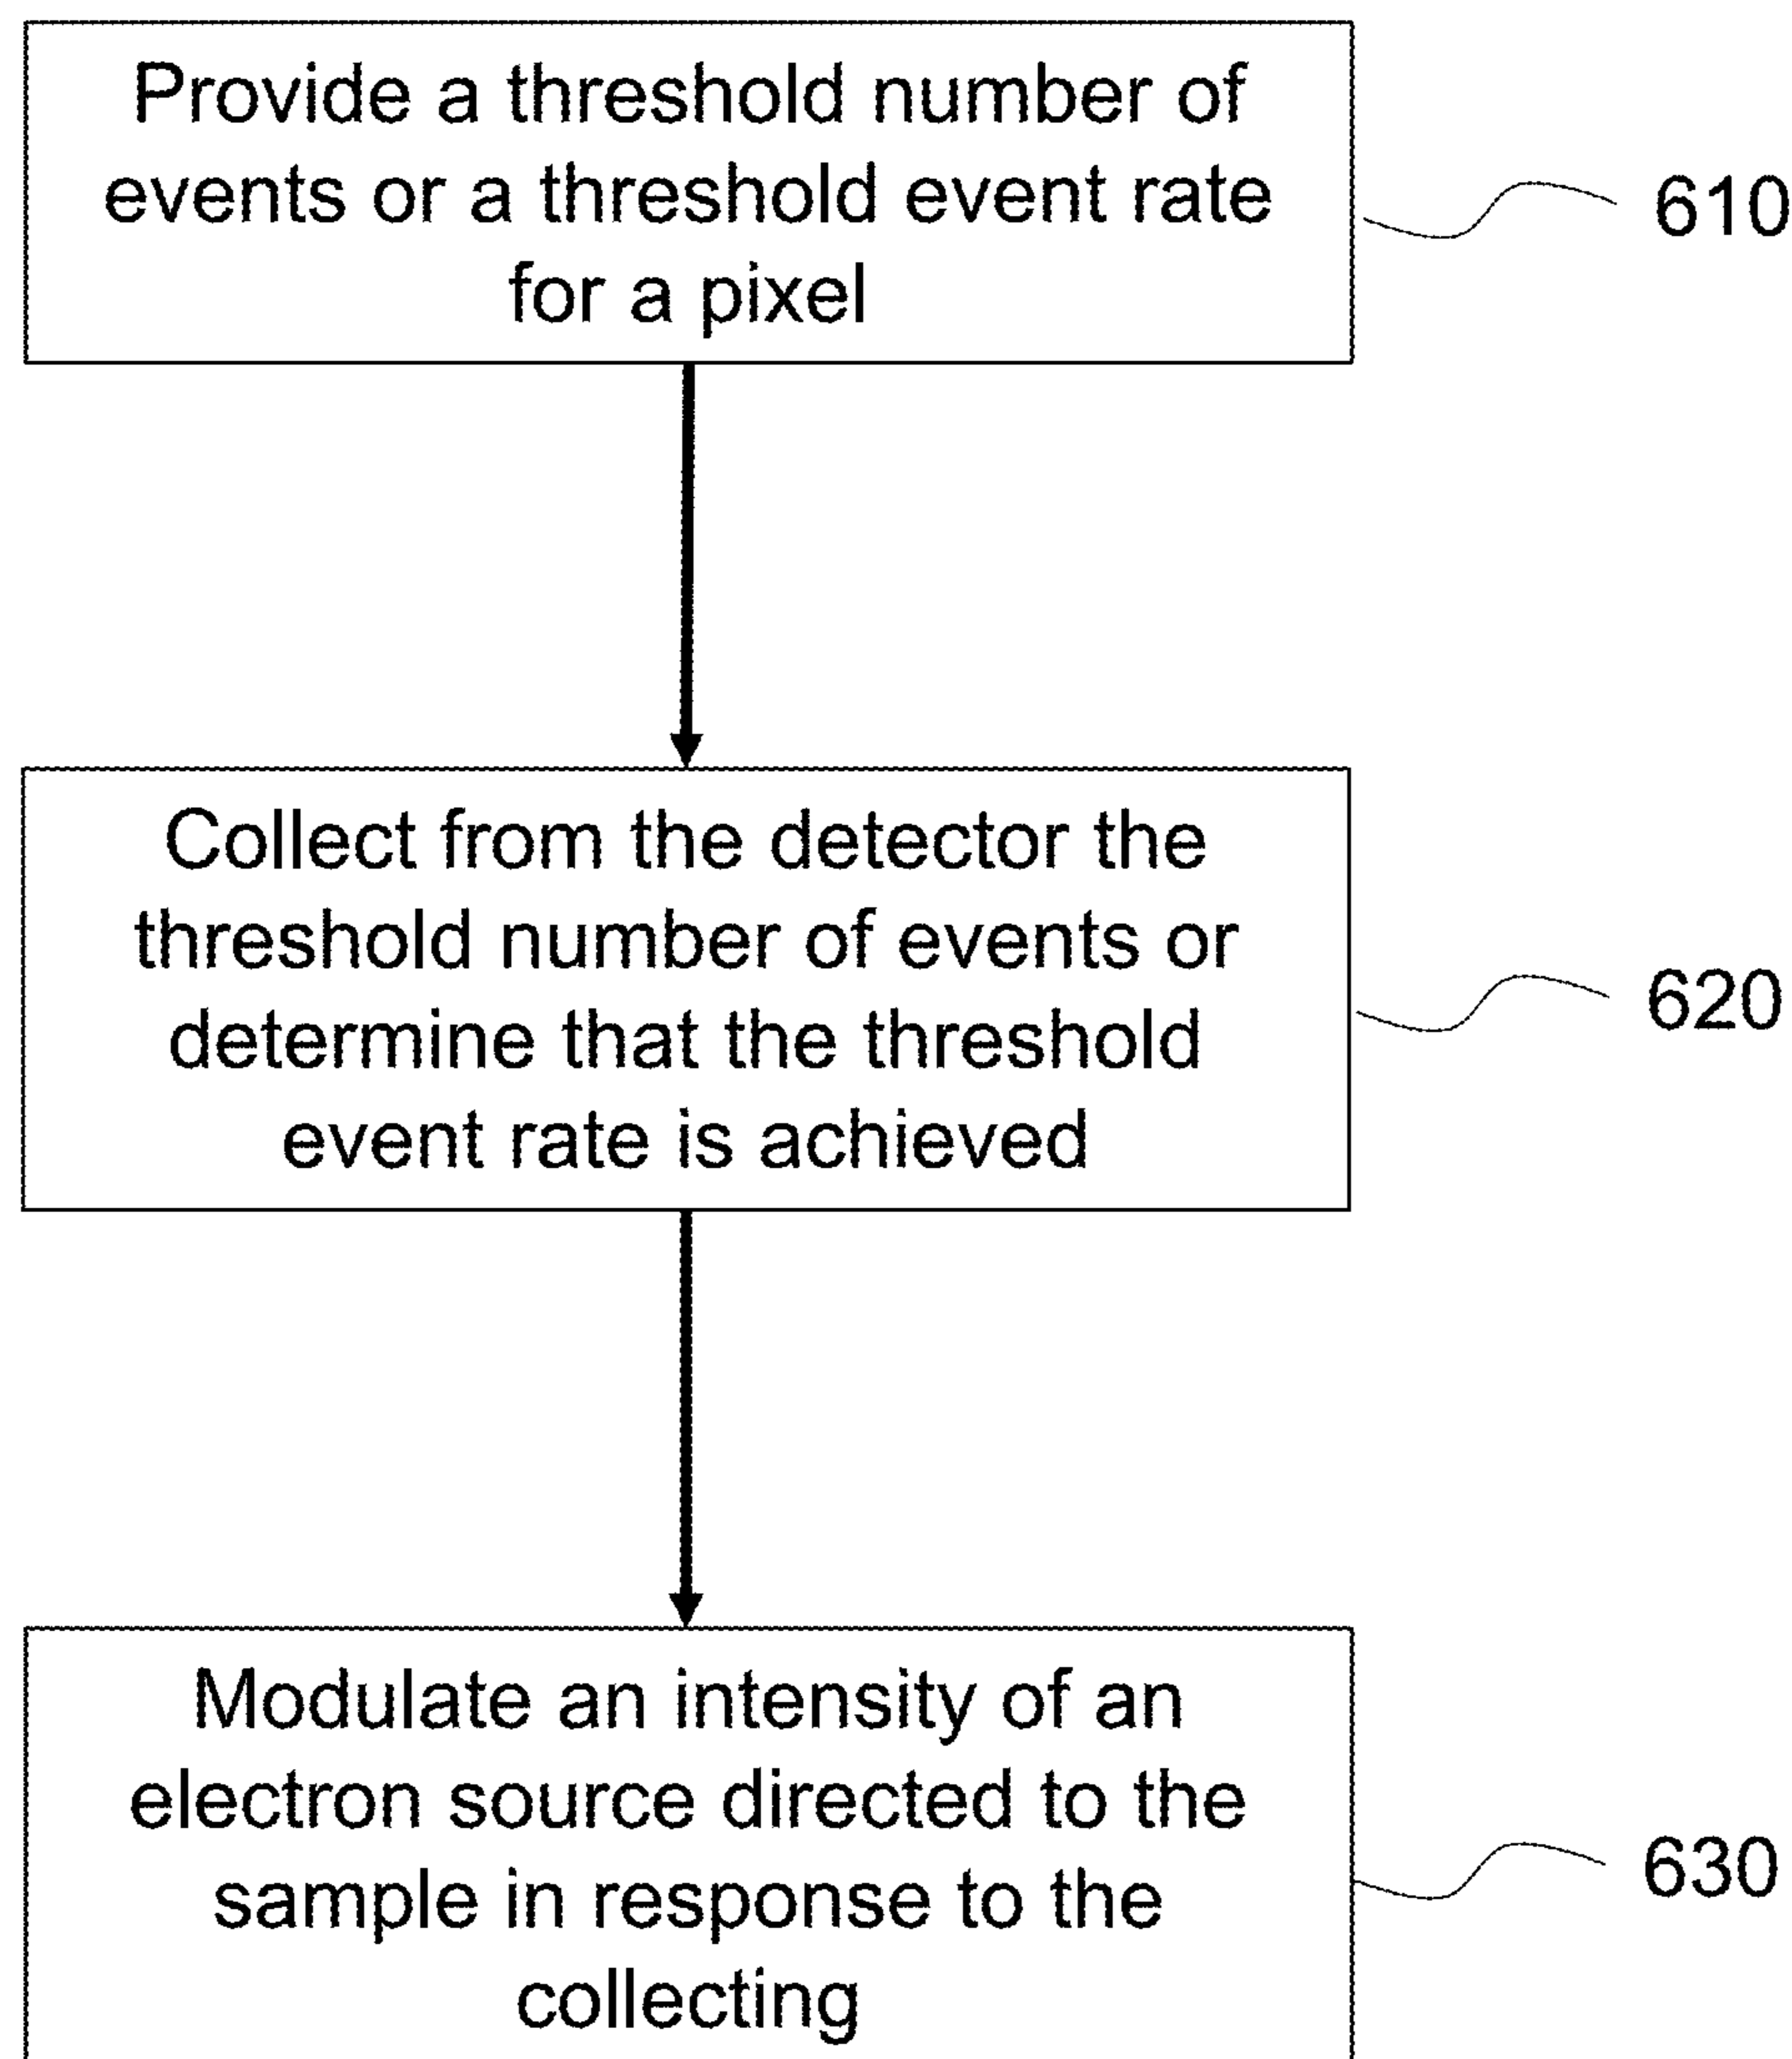 Provide a threshold number of
events or a threshold event rate
for a pixel
610
Collect from the detector the
threshold number of events or
determine that the threshold
event rate is achieved
620
Modulate an intensity of an
electron source directed to the
sample in response to the
collecting
630